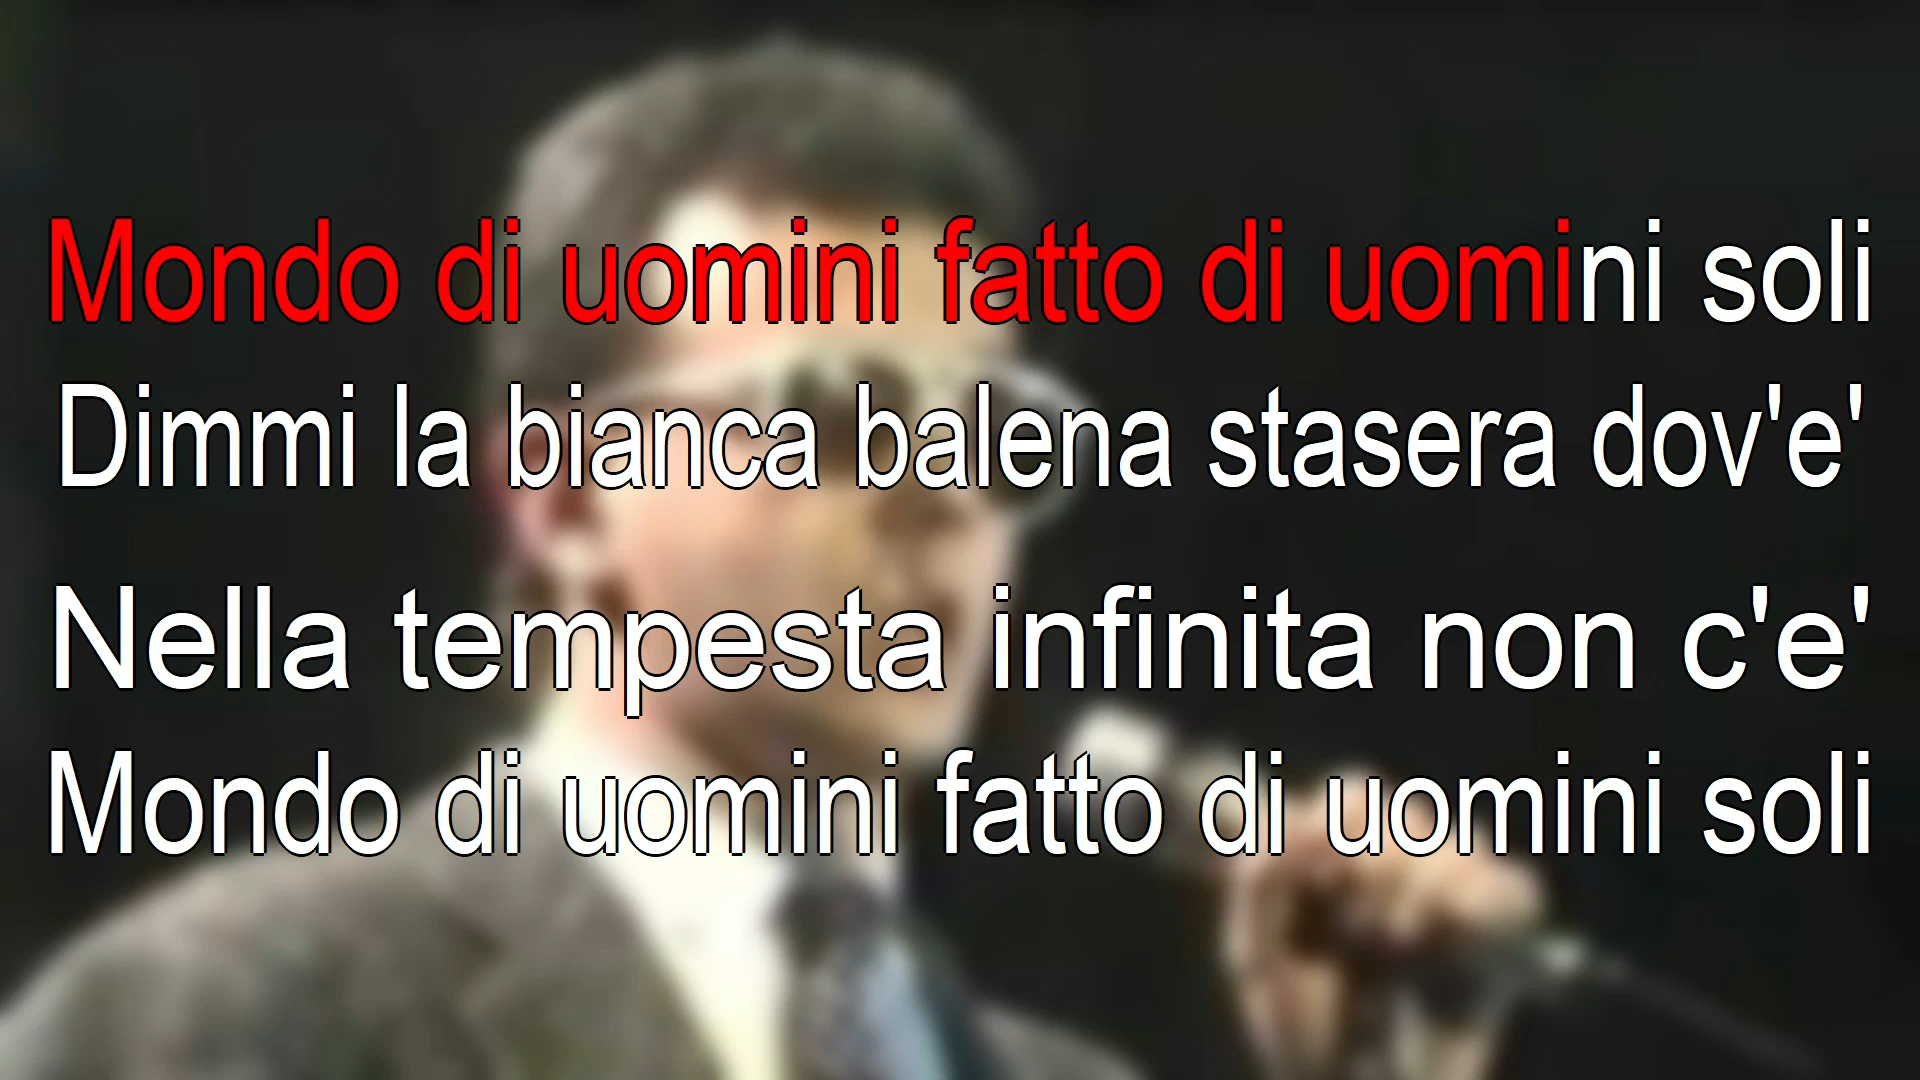 Mondo di uomini fatto di uomini soli
Dimmi la bianca balena stasera dov'e'
Nella tempesta infinita non c'e'
Mondo di uomini fatto di uomini soli